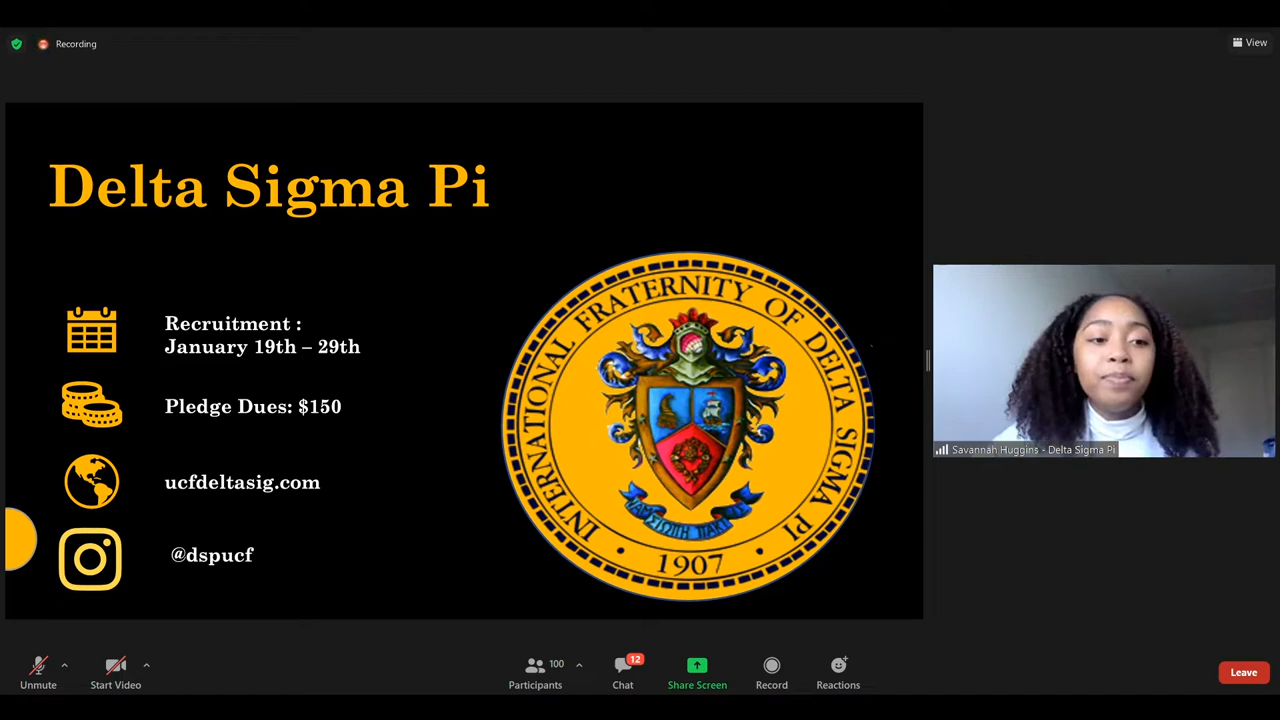 Recording
View
Delta Sigma Pi
Recruitment :
January 19th – 29th
Pledge Dues: $150
ucfdeltasig.com
@dspucf
INTERNATIONAL FRATERNITY OF DELTA SIGMA PI
• 1907 •
Savannah Huggins - Delta Sigma Pi
Unmute
Start Video
100
Participants
12
Chat
Share Screen
Record
Reactions
Leave